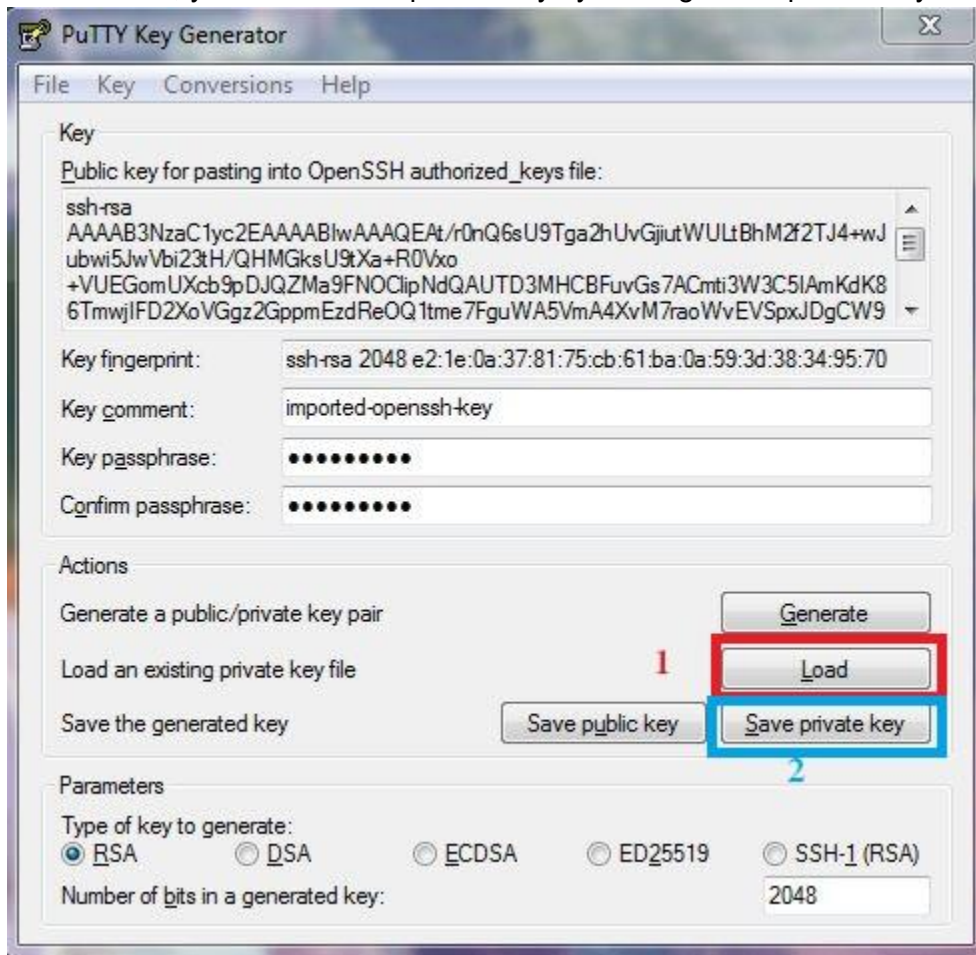 PuTTY Key Generator
File Key Conversions Help
Key
Public key for pasting into OpenSSH authorized_keys file:
ssh-rsa
AAAAB3NzaC1yc2EAAAABIwAAAQEAt/r0nQ6sU9Tga2hUvGjiutWULtBhM2f2TJ4+wJ
ubwi5JwVbi23tH/QHMGksU9tXa+R0Vxo
+VUEGomUXcb9pDJQZMa9FNOClipNdQAUTD3MHCBFuvGs7ACmti3W3C5IAmKdK8
6TmwjIFD2XoVGgz2GppmEzdReOQ1tme7FguWA5VmA4XvM7raoWvEVSpxJDgCW9
Key fingerprint: ssh-rsa 2048 e2:1e:0a:37:81:75:cb:61:ba:0a:59:3d:38:34:95:70
Key comment: imported-openssh-key
Key passphrase: ●●●●●●●●●
Confirm passphrase: ●●●●●●●●●
Actions
Generate a public/private key pair Generate
Load an existing private key file 1 Load
Save the generated key Save public key Save private key
2
Parameters
Type of key to generate:
RSA DSA ECDSA ED25519 SSH-1 (RSA)
Number of bits in a generated key: 2048